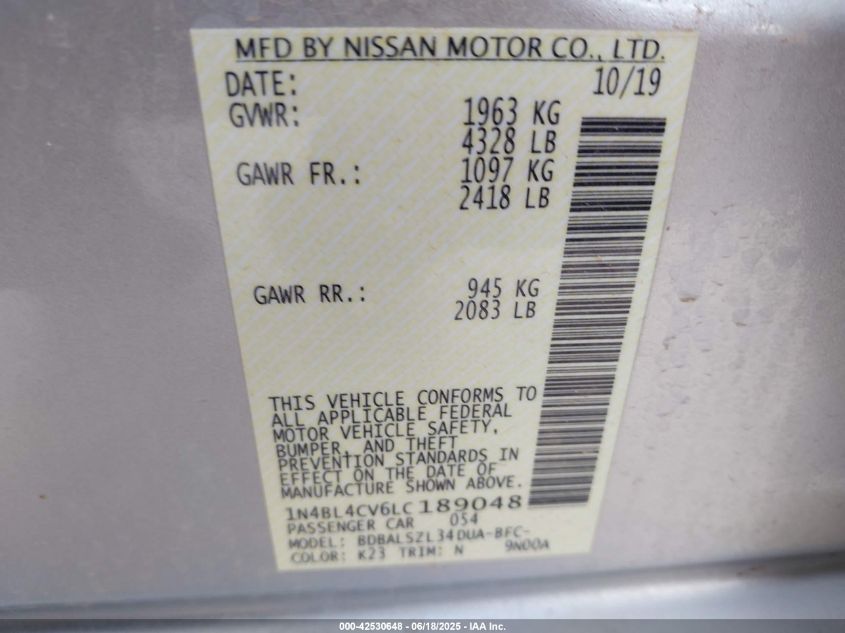 MFD BY NISSAN MOTOR CO., LTD.
DATE: 10/19
GVWR: 1963 KG
4328 LB
GAWR FR.: 1097 KG
2418 LB
GAWR RR.: 945 KG
2083 LB
THIS VEHICLE CONFORMS TO
ALL APPLICABLE FEDERAL
MOTOR VEHICLE SAFETY,
BUMPER, AND THEFT
PREVENTION STANDARDS IN
EFFECT ON THE DATE OF
MANUFACTURE SHOWN ABOVE.
1N4BL4CV6LC189048
PASSENGER CAR 054
MODEL: BDBALSZL34DUA-BFC-
COLOR: K23 TRIM: N 9N00A
000-42530648 - 06/18/2025 - IAA Inc.